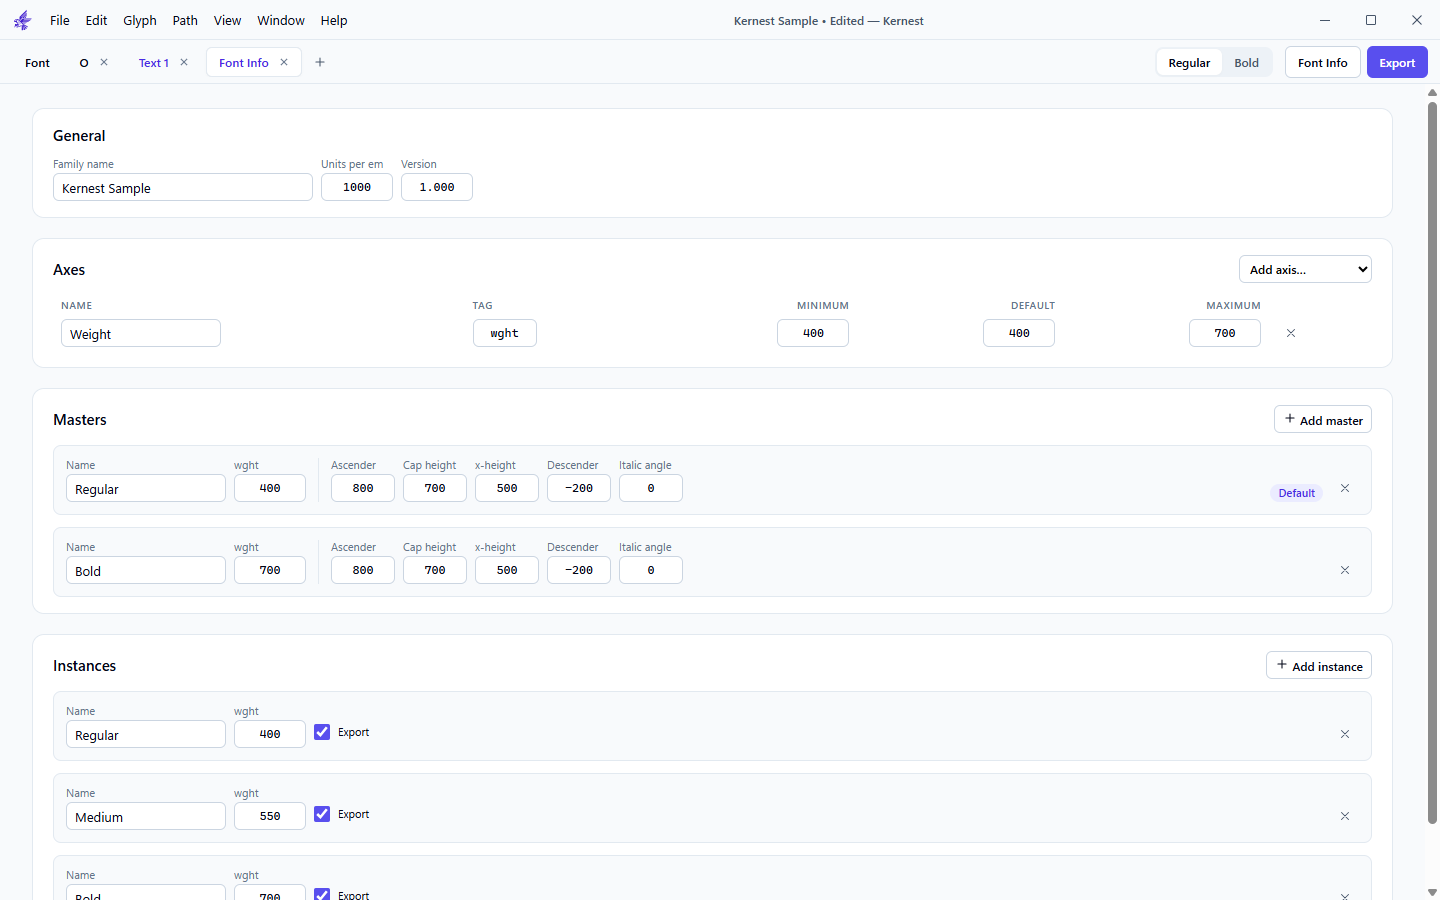 File Edit Glyph Path View Window Help
Kernest Sample • Edited — Kernest
Font O Text 1 Font Info Regular Bold Font Info Export
General
Family name Units per em Version
Kernest Sample 1000 1.000
Axes Add axis...
NAME TAG MINIMUM DEFAULT MAXIMUM
Weight wght 400 400 700
Masters Add master
Name wght Ascender Cap height x-height Descender Italic angle
Regular 400 800 700 500 −200 0 Default
Name wght Ascender Cap height x-height Descender Italic angle
Bold 700 800 700 500 −200 0
Instances Add instance
Name wght
Regular 400 Export
Name wght
Medium 550 Export
Name wght
Bold 700 Export